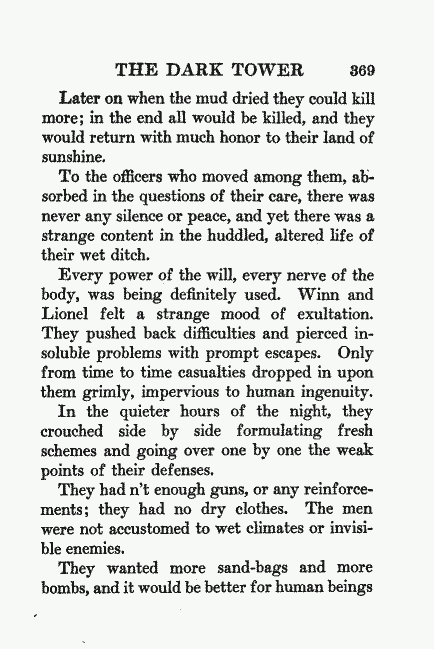 THE DARK TOWER 369
Later on when the mud dried they could kill
more; in the end all would be killed, and they
would return with much honor to their land of
sunshine.
To the officers who moved among them, ab-
sorbed in the questions of their care, there was
never any silence or peace, and yet there was a
strange content in the huddled, altered life of
their wet ditch.
Every power of the will, every nerve of the
body, was being definitely used. Winn and
Lionel felt a strange mood of exultation.
They pushed back difficulties and pierced in-
soluble problems with prompt escapes. Only
from time to time casualties dropped in upon
them grimly, impervious to human ingenuity.
In the quieter hours of the night, they
crouched side by side formulating fresh
schemes and going over one by one the weak
points of their defenses.
They had n't enough guns, or any reinforce-
ments; they had no dry clothes. The men
were not accustomed to wet climates or invisi-
ble enemies.
They wanted more sand-bags and more
bombs, and it would be better for human beings